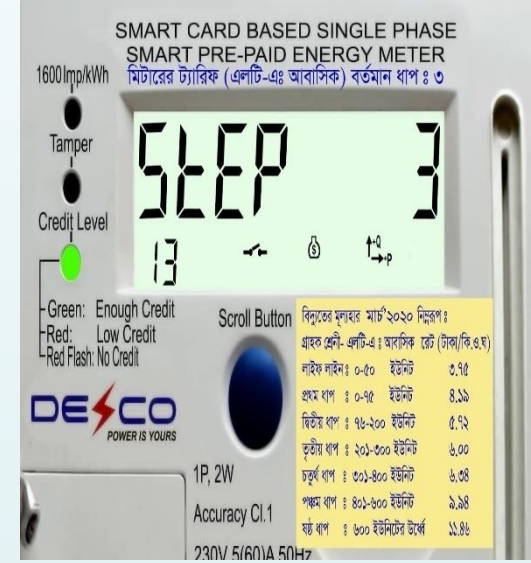 SMART CARD BASED SINGLE PHASE
SMART PRE-PAID ENERGY METER
মিটারের ট্যারিফ (এলটি-এঃ আবাসিক) বর্তমান ধাপ ঃ ৩
1600 Imp/kWh
Tamper
Credit Level
StEP 3
13
S
+Q
+P
Green: Enough Credit
Red: Low Credit
Red Flash: No Credit
Scroll Button
DESCO
POWER IS YOURS
বিদ্যুতের মূল্যহার মার্চ'২০২০ নিম্নরূপ ঃ
গ্রাহক শ্রেনী- এলটি-এ ঃ আবাসিক রেট (টাকা/কি.ও.ঘ)
লাইফ লাইন ঃ ০-৫০ ইউনিট ৩.৭৫
প্রথম ধাপ ঃ ০-৭৫ ইউনিট ৪.১৯
দ্বিতীয় ধাপ ঃ ৭৬-২০০ ইউনিট ৫.৭২
তৃতীয় ধাপ ঃ ২০১-৩০০ ইউনিট ৬.০০
চতুর্থ ধাপ ঃ ৩০১-৪০০ ইউনিট ৬.৩৪
পঞ্চম ধাপ ঃ ৪০১-৬০০ ইউনিট ৯.৯৪
ষষ্ঠ ধাপ ঃ ৬০০ ইউনিটের উর্ধ্বে ১১.৪৬
1P, 2W
Accuracy Cl.1
230V 5(60)A 50Hz